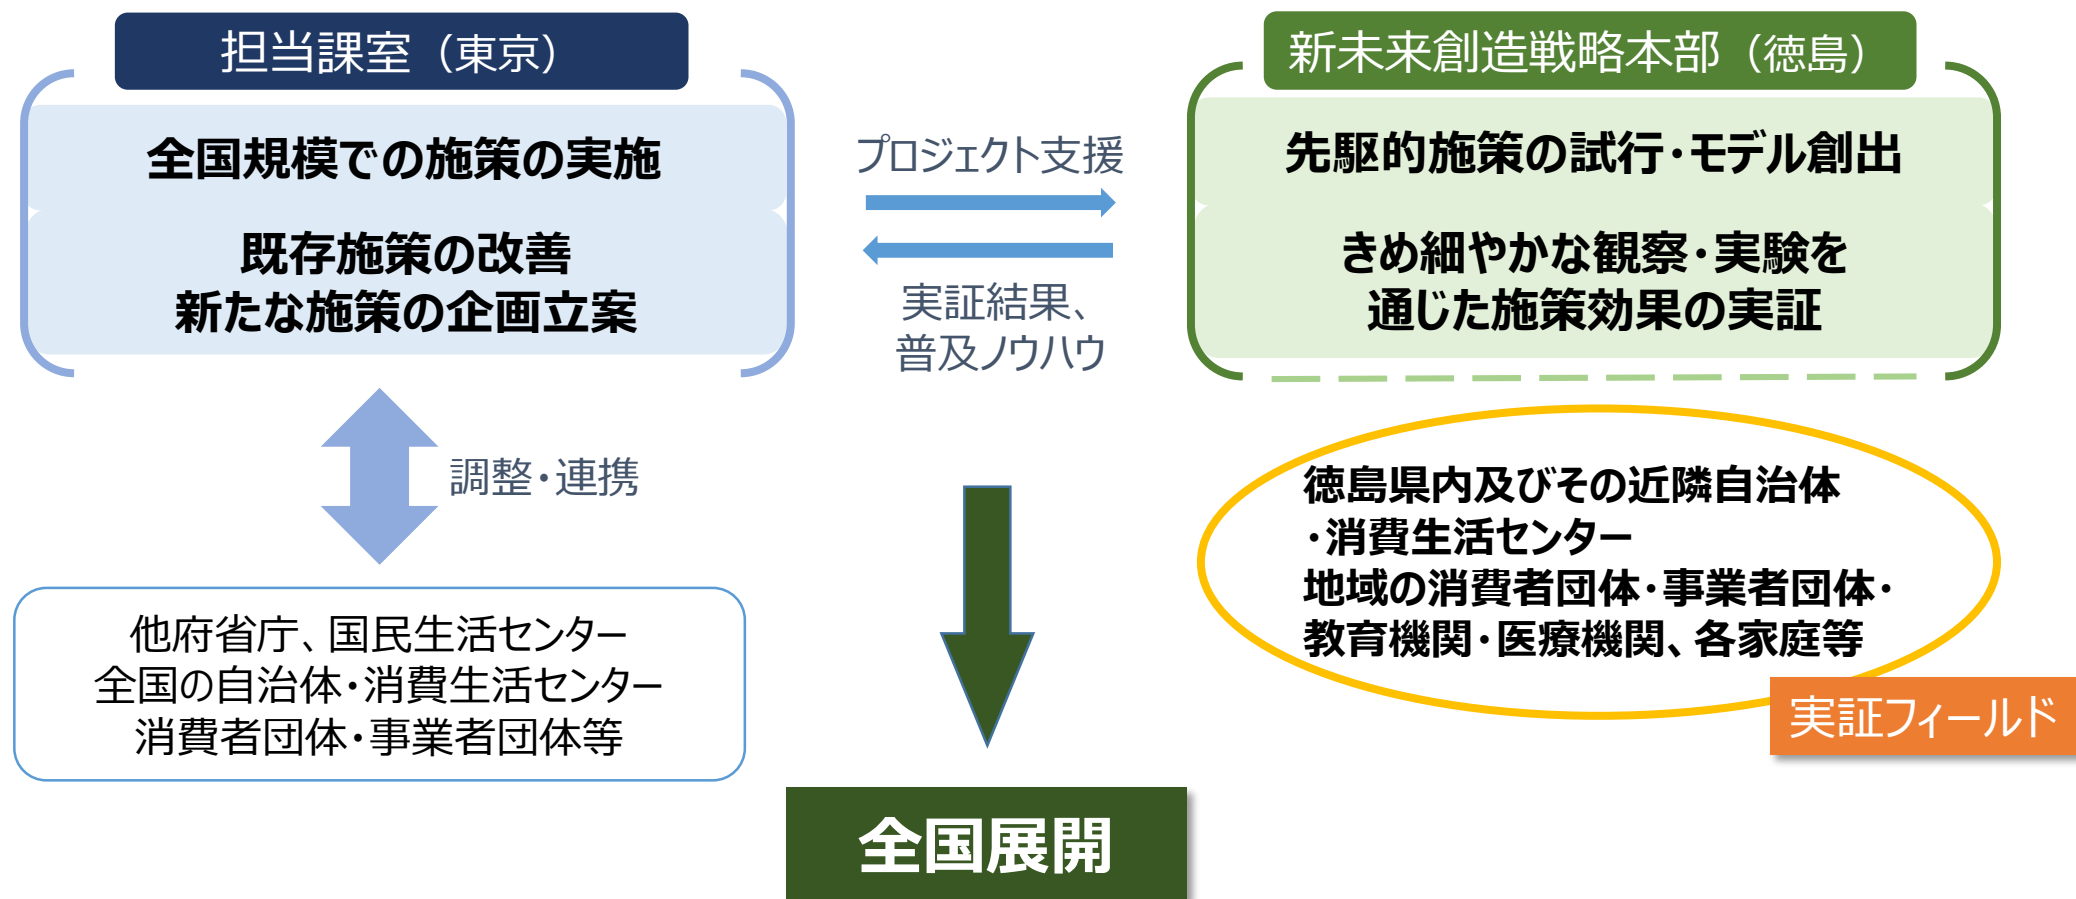 担当課室（東京）
全国規模での施策の実施
既存施策の改善
新たな施策の企画立案
プロジェクト支援
実証結果、
普及ノウハウ
新未来創造戦略本部（徳島）
先駆的施策の試行・モデル創出
きめ細やかな観察・実験を
通じた施策効果の実証
調整・連携
他府省庁、国民生活センター
全国の自治体・消費生活センター
消費者団体・事業者団体等
徳島県内及びその近隣自治体
・消費生活センター
地域の消費者団体・事業者団体・
教育機関・医療機関、各家庭等
実証フィールド
全国展開